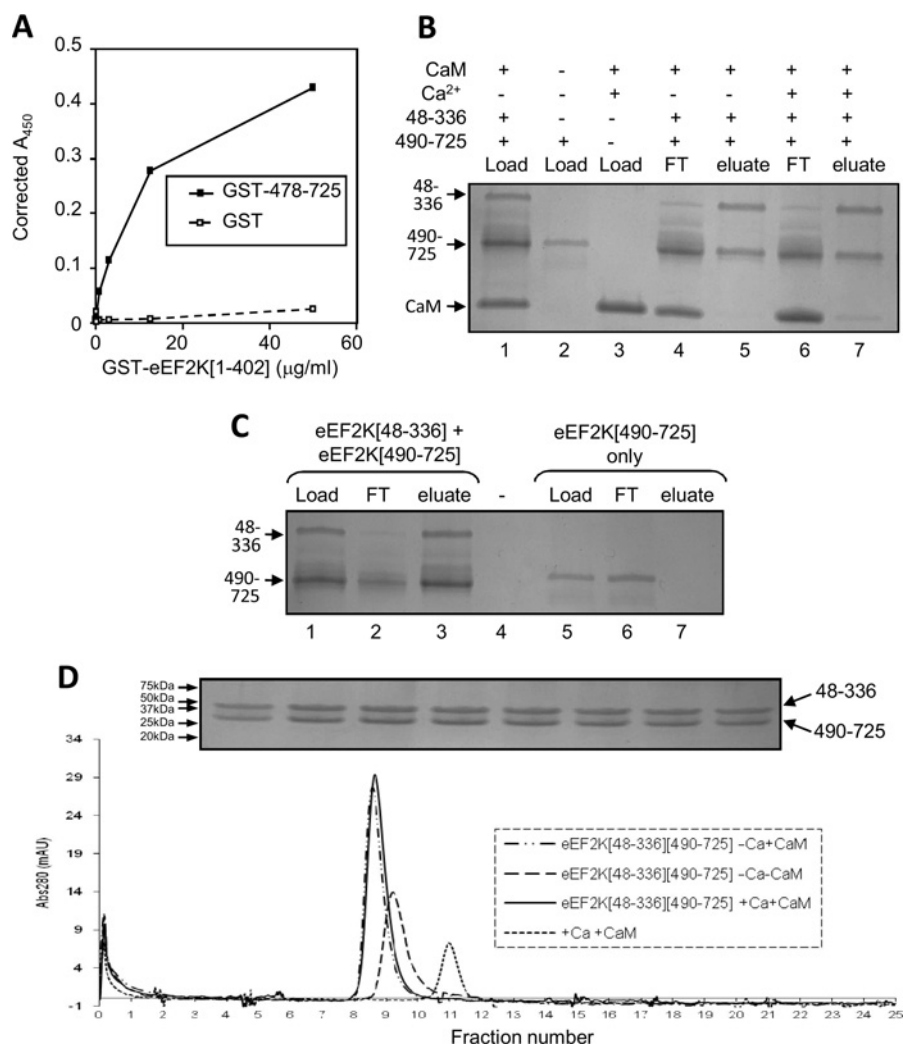 A
0.5
0.4
0.3
0.2
0.1
0
Corrected A450
GST-478-725
GST
0 20 40 60
GST-eEF2K[1-402] (μg/ml)
B
CaM + - + + + + +
Ca2+ - - + - - + +
48-336 + - - + + + +
490-725 + + - + + + +
Load Load Load FT eluate FT eluate
48-
336
490-
725
CaM
1 2 3 4 5 6 7
C
eEF2K[48-336] +
eEF2K[490-725]
eEF2K[490-725]
only
Load FT eluate - Load FT eluate
48-
336
490-
725
1 2 3 4 5 6 7
D
75kDa
50kDa
37kDa
25kDa
20kDa
48-336
490-725
34
29
24
19
14
9
4
-1
Abs280 (mAU)
eEF2K[48-336][490-725] -Ca+CaM
eEF2K[48-336][490-725] -Ca-CaM
eEF2K[48-336][490-725] +Ca+CaM
+Ca +CaM
0 1 2 3 4 5 6 7 8 9 10 11 12 13 14 15 16 17 18 19 20 21 22 23 24 25
Fraction number